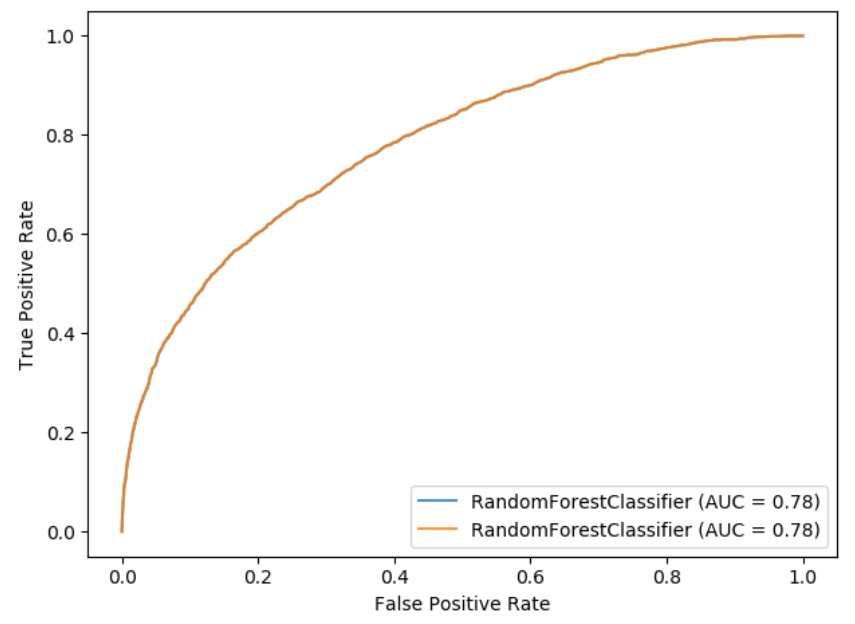 1.0
0.8
0.6
0.4
0.2
0.0
True Positive Rate
RandomForestClassifier (AUC = 0.78)
RandomForestClassifier (AUC = 0.78)
0.0 0.2 0.4 0.6 0.8 1.0
False Positive Rate